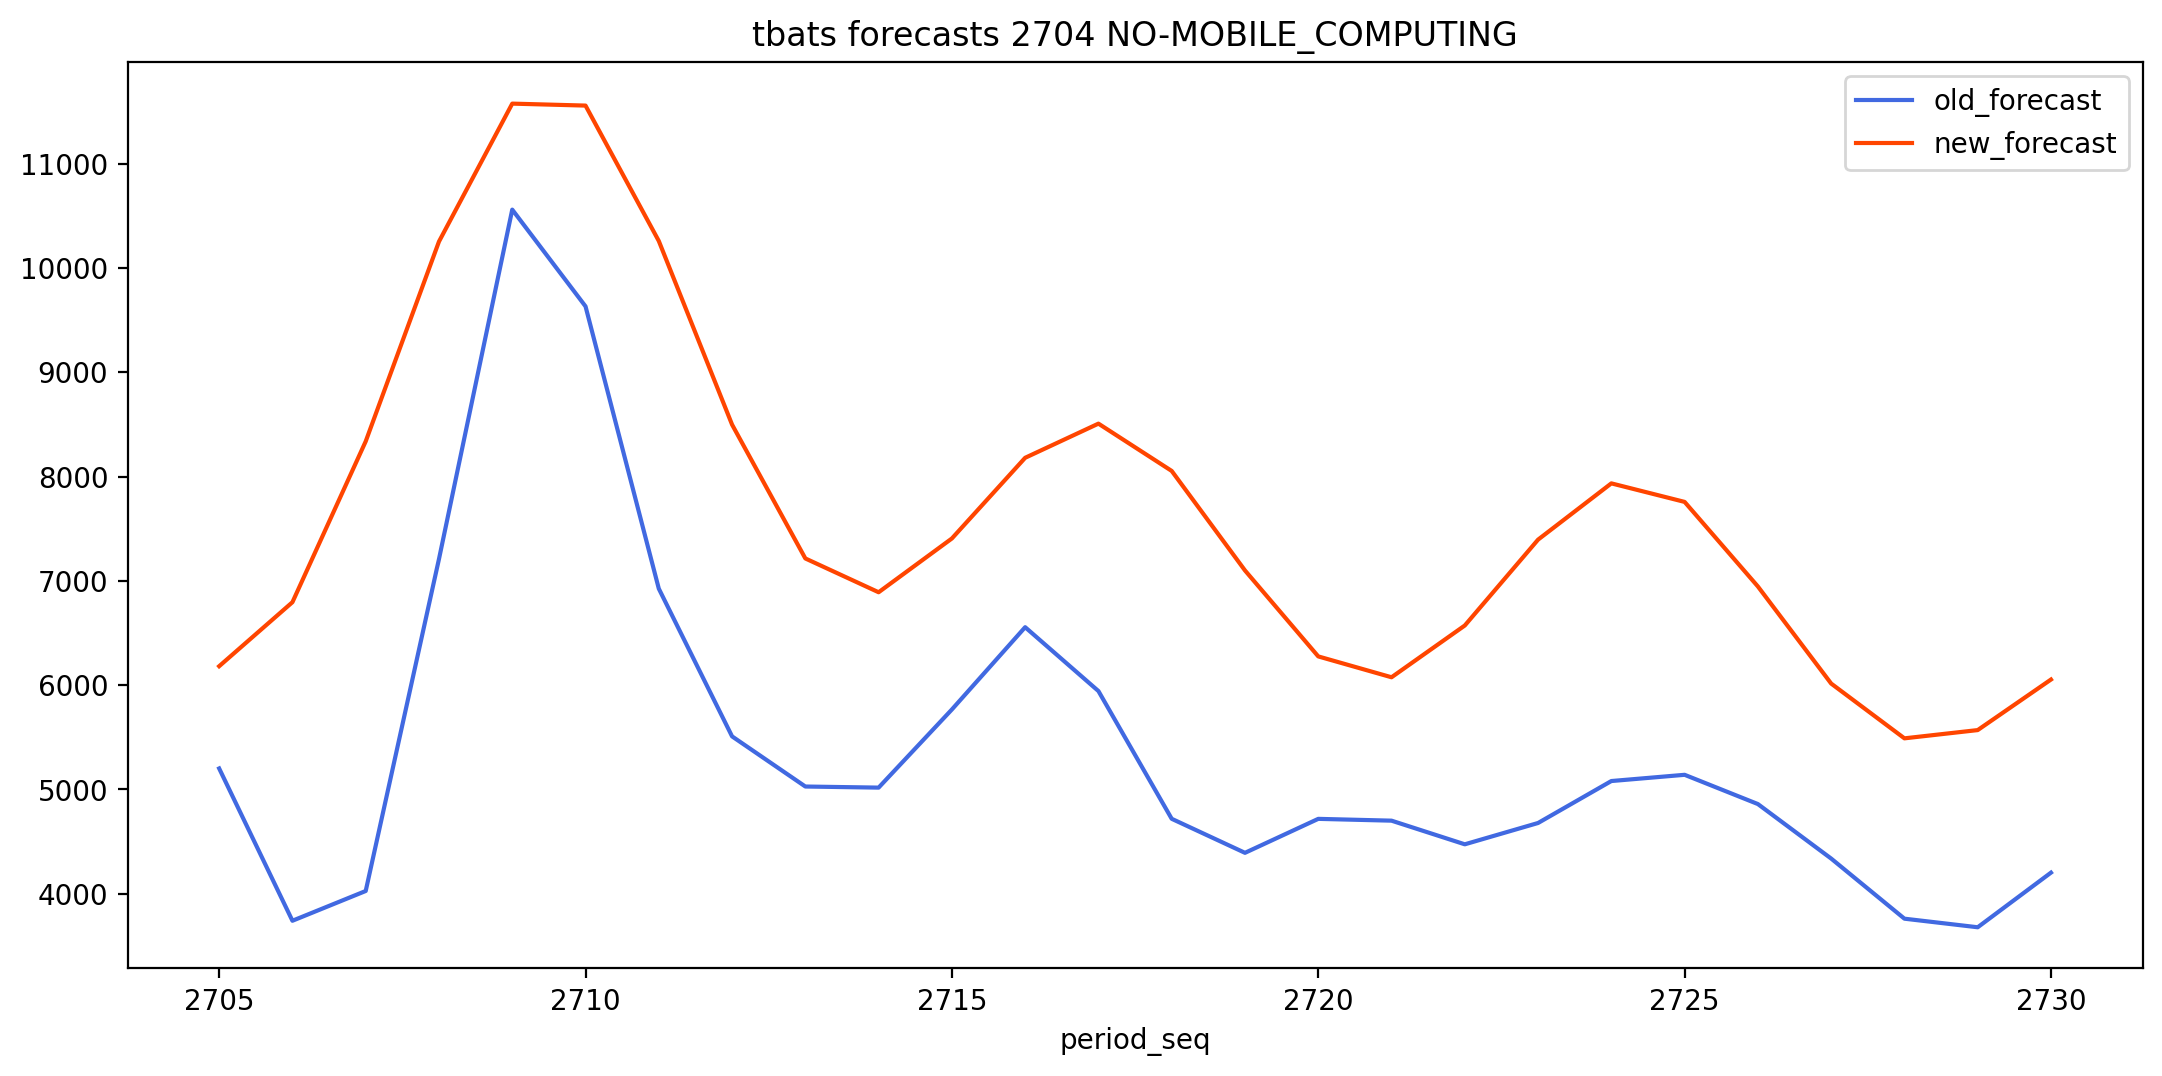 tbats forecasts 2704 NO-MOBILE_COMPUTING
old_forecast
new_forecast
11000
10000
9000
8000
7000
6000
5000
4000
2705 2710 2715 2720 2725 2730
period_seq